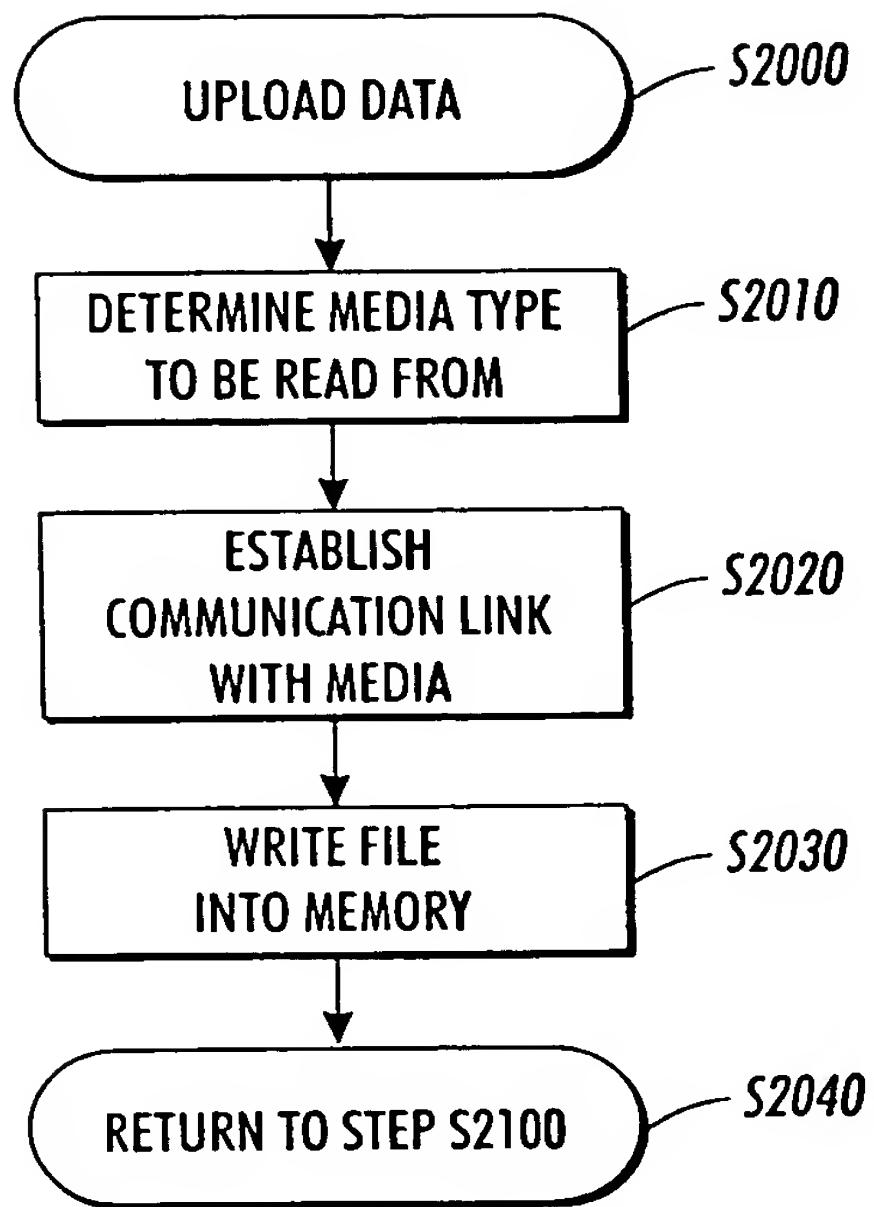 UPLOAD DATA
S2000
DETERMINE MEDIA TYPE
TO BE READ FROM
S2010
ESTABLISH
COMMUNICATION LINK
WITH MEDIA
S2020
WRITE FILE
INTO MEMORY
S2030
RETURN TO STEP S2100
S2040